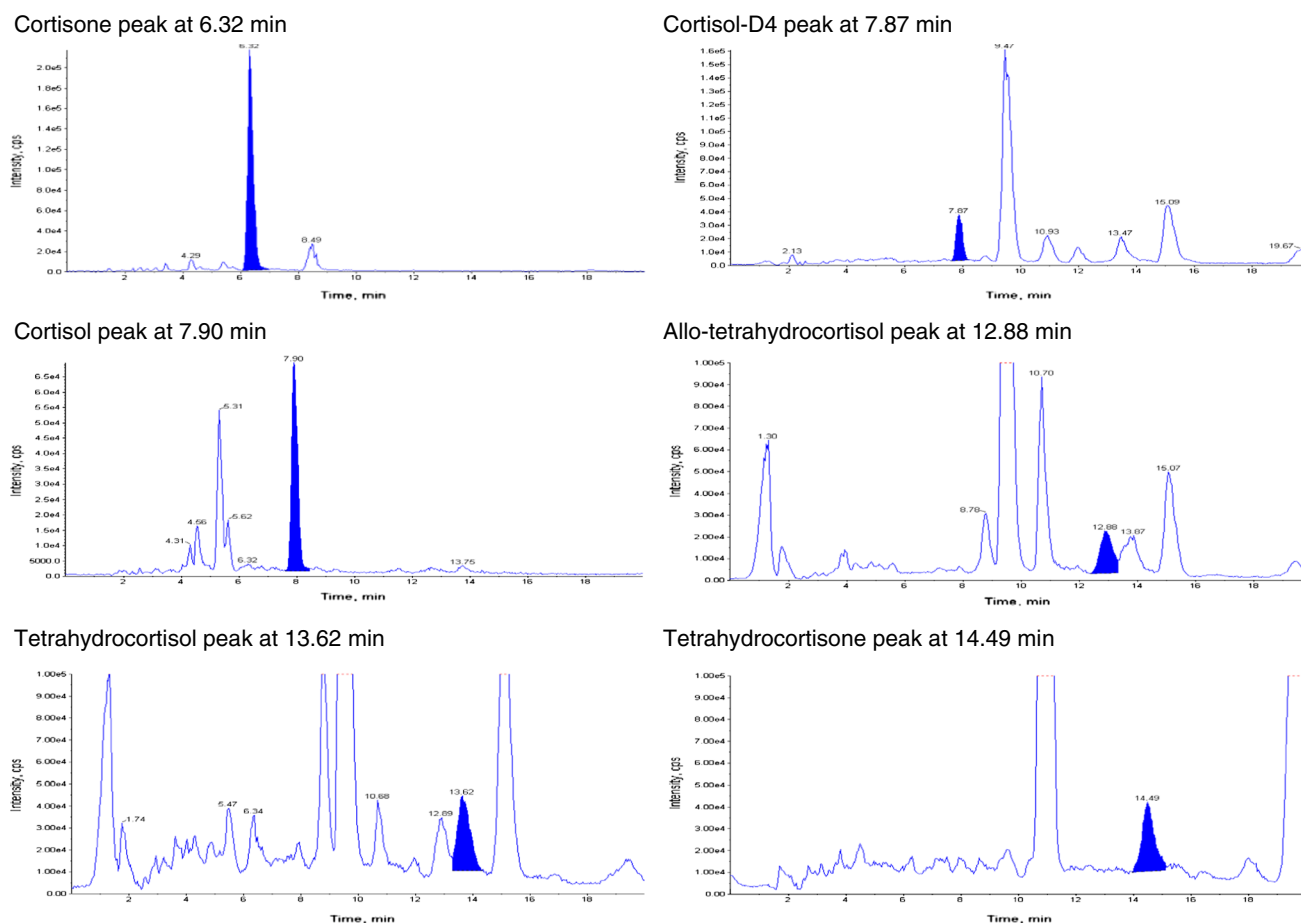 Cortisone peak at 6.32 min
6.32
2.0e5
1.8e5
1.6e5
1.4e5
1.2e5
1.0e5
8.0e4
6.0e4
4.0e4
2.0e4
0.0
4.29
8.49
2 4 6 8 10 12 14 16 18
Intensity, cps
Time, min
Cortisol-D4 peak at 7.87 min
9.47
1.6e5
1.5e5
1.4e5
1.3e5
1.2e5
1.1e5
1.0e5
9.0e4
8.0e4
7.0e4
6.0e4
5.0e4
4.0e4
3.0e4
2.0e4
1.0e4
0.0
2.13
7.87
10.93
13.47
15.09
19.67
2 4 6 8 10 12 14 16 18
Intensity, cps
Time, min
Cortisol peak at 7.90 min
7.90
6.5e4
6.0e4
5.5e4
5.0e4
4.5e4
4.0e4
3.5e4
3.0e4
2.5e4
2.0e4
1.5e4
1.0e4
5000.0
0.0
4.31
4.56
5.31
5.62
6.32
13.75
2 4 6 8 10 12 14 16 18
Intensity, cps
Time, min
Allo-tetrahydrocortisol peak at 12.88 min
1.00e5
9.00e4
8.00e4
7.00e4
6.00e4
5.00e4
4.00e4
3.00e4
2.00e4
1.00e4
0.00
1.30
8.78
10.70
12.88
13.87
15.07
2 4 6 8 10 12 14 16 18
Intensity, cps
Time, min
Tetrahydrocortisol peak at 13.62 min
1.00e5
9.00e4
8.00e4
7.00e4
6.00e4
5.00e4
4.00e4
3.00e4
2.00e4
1.00e4
0.00
1.74
5.47
6.34
10.68
12.89
13.62
2 4 6 8 10 12 14 16 18
Intensity, cps
Time, min
Tetrahydrocortisone peak at 14.49 min
1.00e5
9.00e4
8.00e4
7.00e4
6.00e4
5.00e4
4.00e4
3.00e4
2.00e4
1.00e4
0.00
14.49
2 4 6 8 10 12 14 16 18
Intensity, cps
Time, min